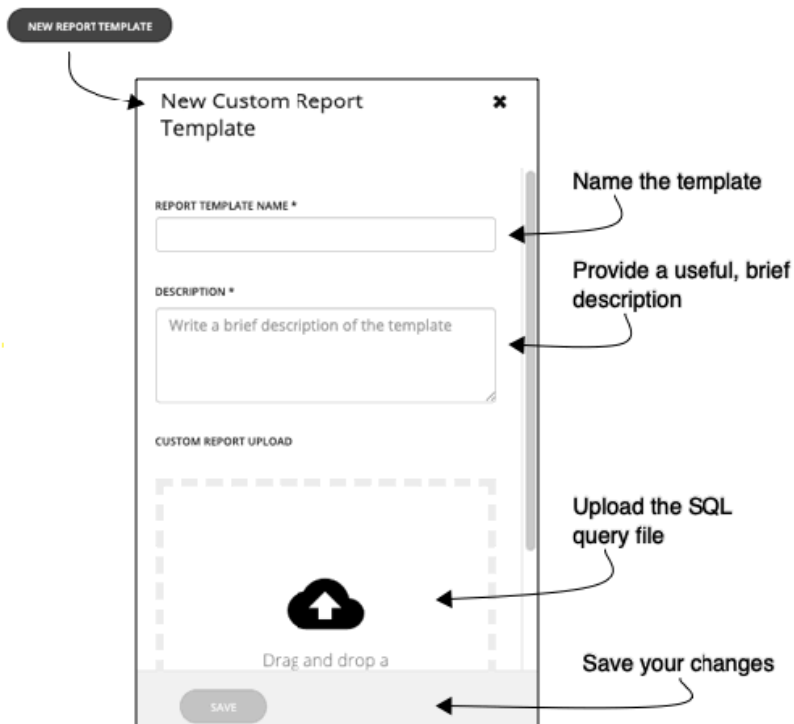 NEW REPORT TEMPLATE
New Custom Report
Template
REPORT TEMPLATE NAME *
Name the template
DESCRIPTION *
Write a brief description of the template
Provide a useful, brief
description
CUSTOM REPORT UPLOAD
Drag and drop a
Upload the SQL
query file
SAVE
Save your changes